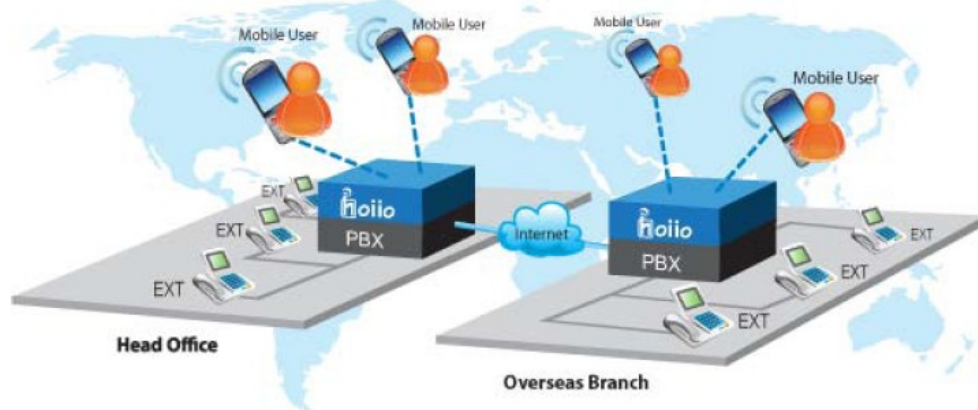 Mobile User
Mobile User
Mobile User
Mobile User
hoiio
PBX
EXT
EXT
EXT
Internet
hoiio
PBX
EXT
EXT
EXT
Head Office
Overseas Branch